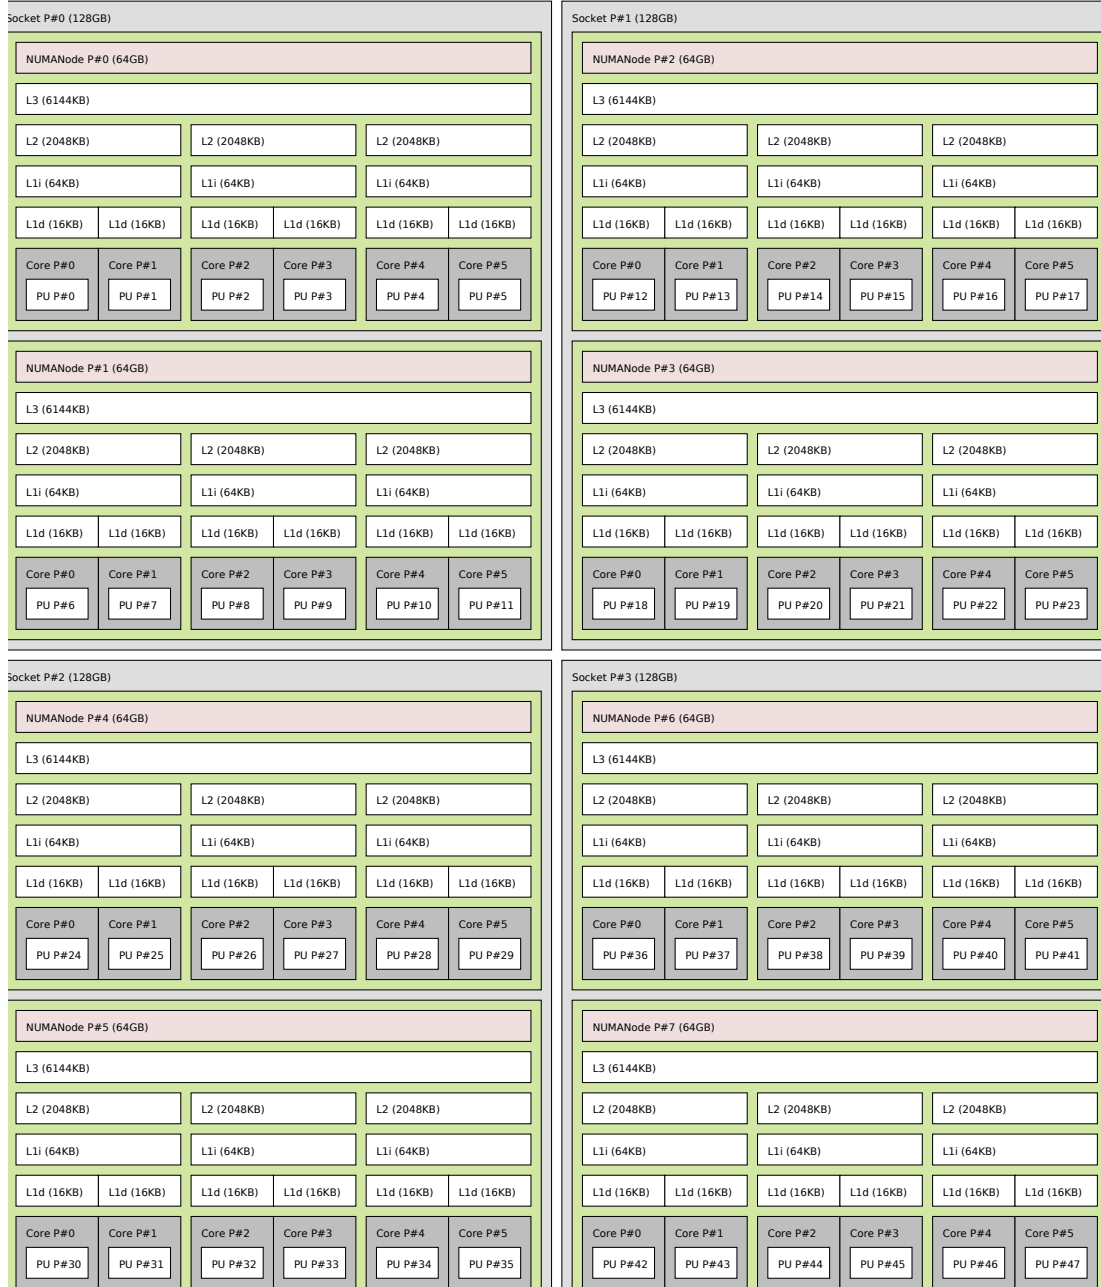 Socket P#0 (128GB)
NUMANode P#0 (64GB)
L3 (6144KB)
L2 (2048KB) L2 (2048KB) L2 (2048KB)
L1i (64KB) L1i (64KB) L1i (64KB)
L1d (16KB) L1d (16KB) L1d (16KB) L1d (16KB) L1d (16KB) L1d (16KB)
Core P#0 Core P#1 Core P#2 Core P#3 Core P#4 Core P#5
PU P#0 PU P#1 PU P#2 PU P#3 PU P#4 PU P#5
NUMANode P#1 (64GB)
L3 (6144KB)
L2 (2048KB) L2 (2048KB) L2 (2048KB)
L1i (64KB) L1i (64KB) L1i (64KB)
L1d (16KB) L1d (16KB) L1d (16KB) L1d (16KB) L1d (16KB) L1d (16KB)
Core P#0 Core P#1 Core P#2 Core P#3 Core P#4 Core P#5
PU P#6 PU P#7 PU P#8 PU P#9 PU P#10 PU P#11
Socket P#1 (128GB)
NUMANode P#2 (64GB)
L3 (6144KB)
L2 (2048KB) L2 (2048KB) L2 (2048KB)
L1i (64KB) L1i (64KB) L1i (64KB)
L1d (16KB) L1d (16KB) L1d (16KB) L1d (16KB) L1d (16KB) L1d (16KB)
Core P#0 Core P#1 Core P#2 Core P#3 Core P#4 Core P#5
PU P#12 PU P#13 PU P#14 PU P#15 PU P#16 PU P#17
NUMANode P#3 (64GB)
L3 (6144KB)
L2 (2048KB) L2 (2048KB) L2 (2048KB)
L1i (64KB) L1i (64KB) L1i (64KB)
L1d (16KB) L1d (16KB) L1d (16KB) L1d (16KB) L1d (16KB) L1d (16KB)
Core P#0 Core P#1 Core P#2 Core P#3 Core P#4 Core P#5
PU P#18 PU P#19 PU P#20 PU P#21 PU P#22 PU P#23
Socket P#2 (128GB)
NUMANode P#4 (64GB)
L3 (6144KB)
L2 (2048KB) L2 (2048KB) L2 (2048KB)
L1i (64KB) L1i (64KB) L1i (64KB)
L1d (16KB) L1d (16KB) L1d (16KB) L1d (16KB) L1d (16KB) L1d (16KB)
Core P#0 Core P#1 Core P#2 Core P#3 Core P#4 Core P#5
PU P#24 PU P#25 PU P#26 PU P#27 PU P#28 PU P#29
NUMANode P#5 (64GB)
L3 (6144KB)
L2 (2048KB) L2 (2048KB) L2 (2048KB)
L1i (64KB) L1i (64KB) L1i (64KB)
L1d (16KB) L1d (16KB) L1d (16KB) L1d (16KB) L1d (16KB) L1d (16KB)
Core P#0 Core P#1 Core P#2 Core P#3 Core P#4 Core P#5
PU P#30 PU P#31 PU P#32 PU P#33 PU P#34 PU P#35
Socket P#3 (128GB)
NUMANode P#6 (64GB)
L3 (6144KB)
L2 (2048KB) L2 (2048KB) L2 (2048KB)
L1i (64KB) L1i (64KB) L1i (64KB)
L1d (16KB) L1d (16KB) L1d (16KB) L1d (16KB) L1d (16KB) L1d (16KB)
Core P#0 Core P#1 Core P#2 Core P#3 Core P#4 Core P#5
PU P#36 PU P#37 PU P#38 PU P#39 PU P#40 PU P#41
NUMANode P#7 (64GB)
L3 (6144KB)
L2 (2048KB) L2 (2048KB) L2 (2048KB)
L1i (64KB) L1i (64KB) L1i (64KB)
L1d (16KB) L1d (16KB) L1d (16KB) L1d (16KB) L1d (16KB) L1d (16KB)
Core P#0 Core P#1 Core P#2 Core P#3 Core P#4 Core P#5
PU P#42 PU P#43 PU P#44 PU P#45 PU P#46 PU P#47